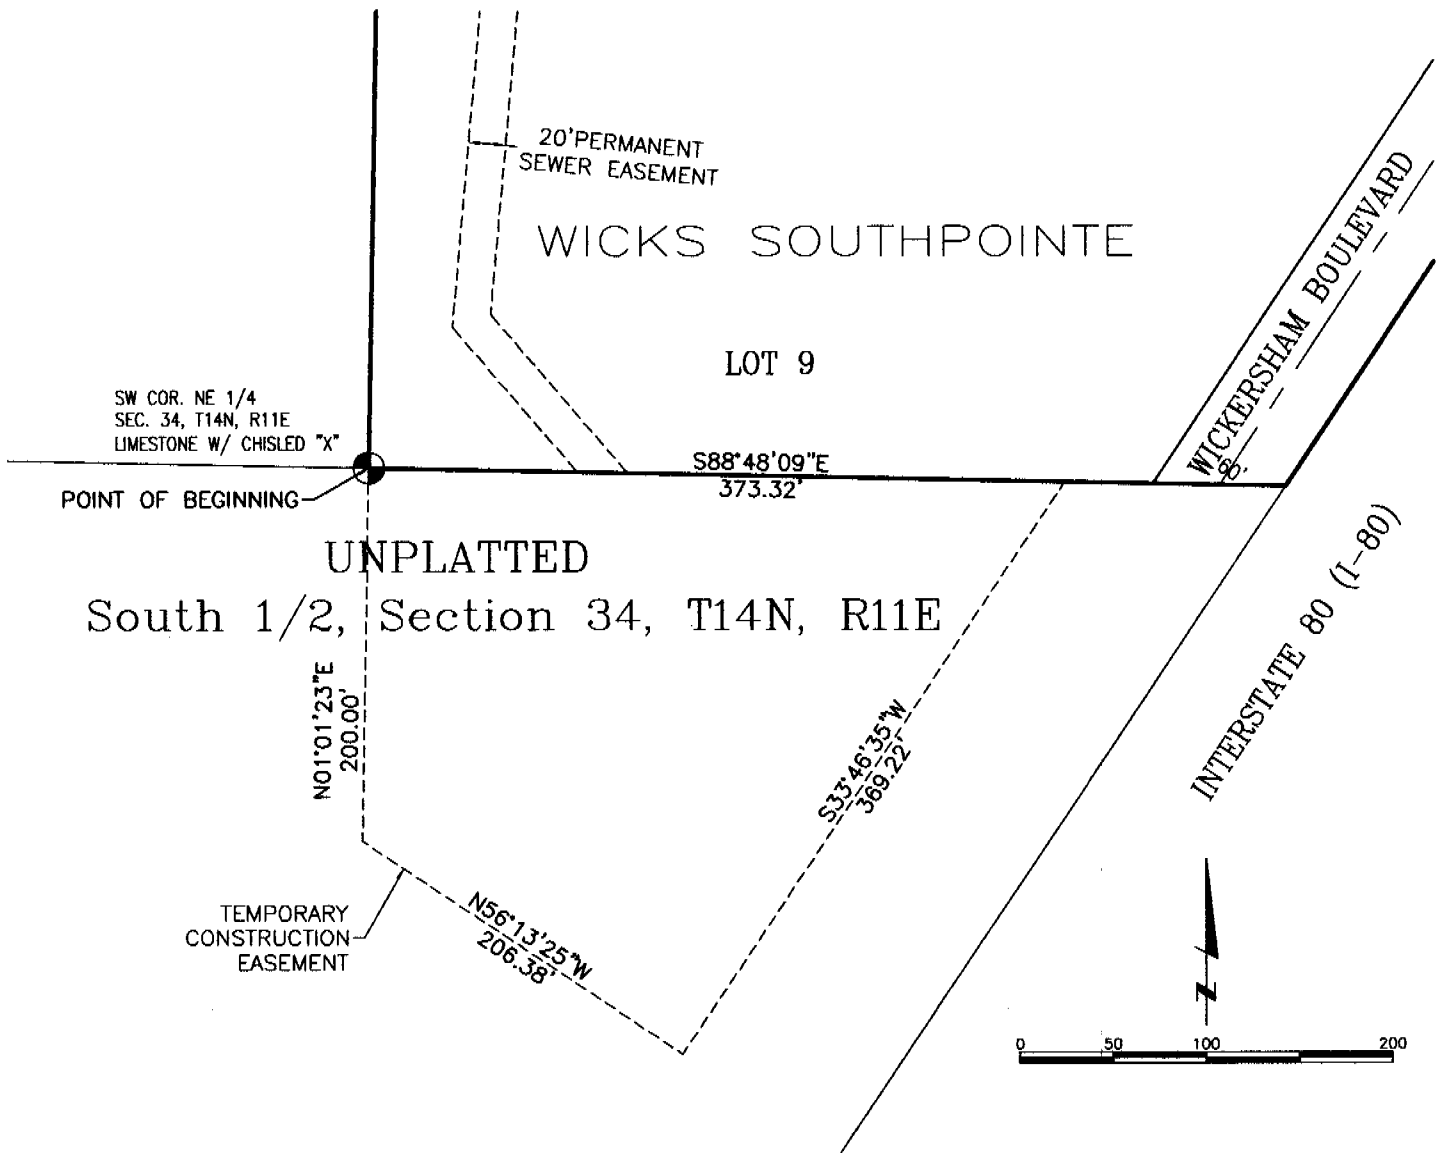 20'PERMANENT
SEWER EASEMENT
WICKS SOUTHPOINTE
WICKERSHAM BOULEVARD
LOT 9
SW COR. NE 1/4
SEC. 34, T14N, R11E
LIMESTONE W/ CHISLED "X"
S88°48'09"E
373.32'
60'
POINT OF BEGINNING
UNPLATTED
South 1/2, Section 34, T14N, R11E
INTERSTATE 80 (I-80)
N01°01'23"E
200.00'
S33°46'35"W
369.22'
TEMPORARY
CONSTRUCTION
EASEMENT
N56°13'25"W
206.38'
N
0 50 100 200